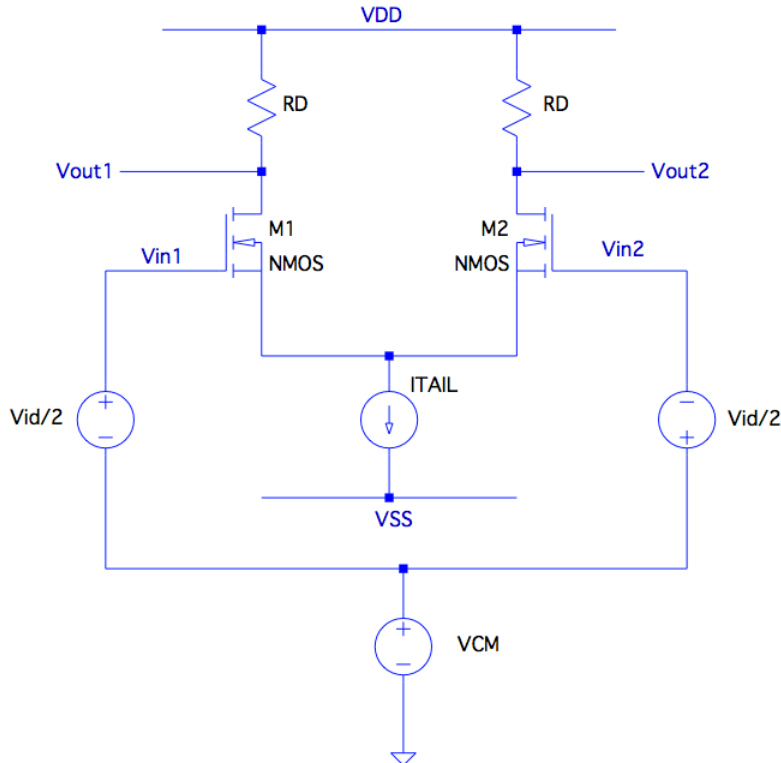 VDD
RD
RD
Vout1
Vout2
M1
M2
Vin1
Vin2
NMOS
NMOS
ITAIL
+
Vid/2
−
−
Vid/2
+
VSS
+
VCM
−